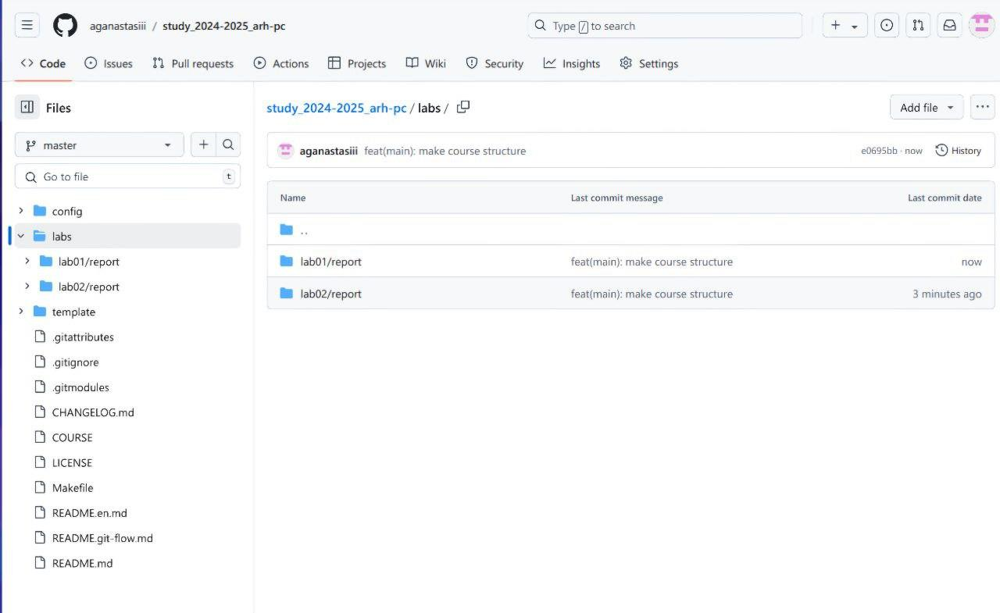 aganastasiii / study_2024-2025_arh-pc
Type / to search
Code Issues Pull requests Actions Projects Wiki Security Insights Settings
Files
master
Go to file t
config
labs
lab01/report
lab02/report
template
.gitattributes
.gitignore
.gitmodules
CHANGELOG.md
COURSE
LICENSE
Makefile
README.en.md
README.git-flow.md
README.md
study_2024-2025_arh-pc / labs /
Add file
aganastasiii feat(main): make course structure e0695bb · now History
Name Last commit message Last commit date
..
lab01/report feat(main): make course structure now
lab02/report feat(main): make course structure 3 minutes ago